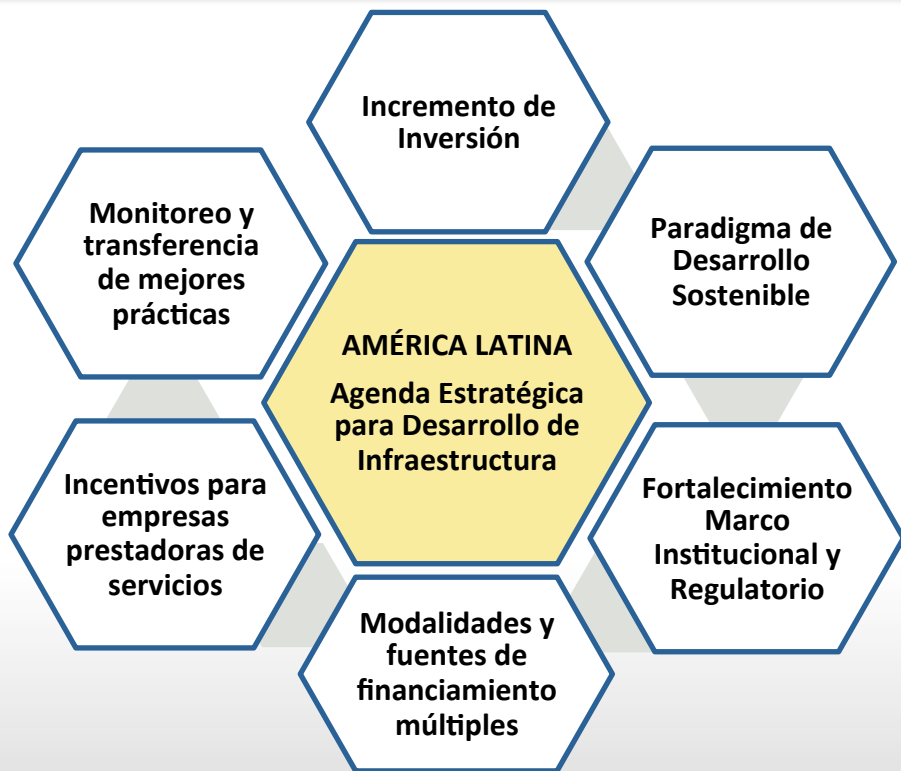 Incremento de
Inversión
Paradigma de
Desarrollo
Sostenible
Fortalecimiento
Marco
Institucional y
Regulatorio
Modalidades y
fuentes de
financiamiento
múltiples
Incentivos para
empresas
prestadoras de
servicios
Monitoreo y
transferencia
de mejores
prácticas
AMÉRICA LATINA
Agenda Estratégica
para Desarrollo de
Infraestructura